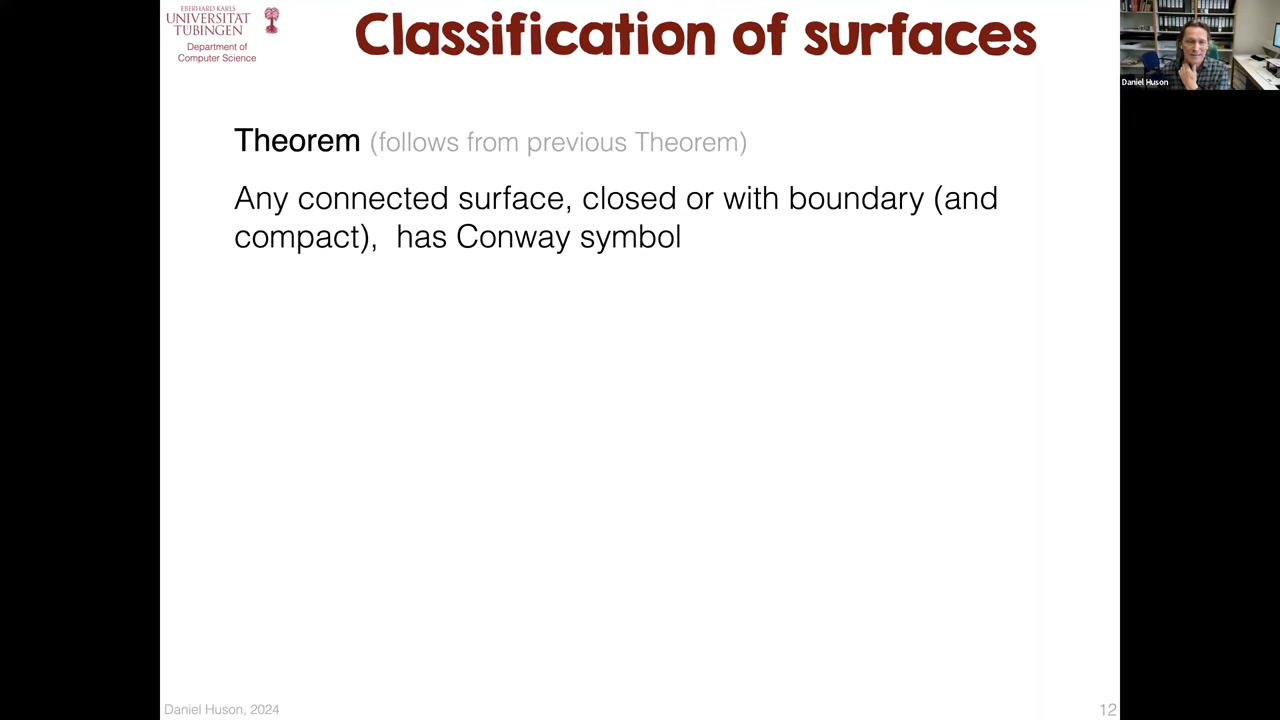 EBERHARD KARLS
UNIVERSITÄT
TÜBINGEN
Department of
Computer Science
Classification of surfaces
Daniel Huson
Theorem (follows from previous Theorem)
Any connected surface, closed or with boundary (and
compact), has Conway symbol
Daniel Huson, 2024
12